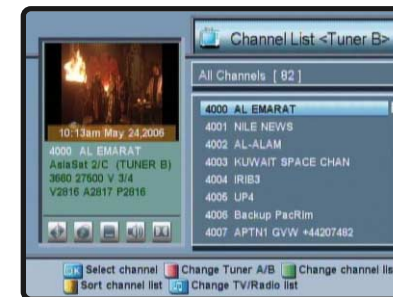 Channel List <Tuner B>
All Channels [ 82 ]
10:13am May 24,2006
4000 AL EMARAT
AsiaSat 2/C (TUNER B)
3660 27500 V 3/4
V2816 A2817 P2816
4000 AL EMARAT
4001 NILE NEWS
4002 AL-ALAM
4003 KUWAIT SPACE CHAN
4004 IRIB3
4005 UP4
4006 Backup PacRim
4007 APTN1 GVW +44207482
OK Select channel Change Tuner A/B Change channel lis
Sort channel list Change TV/Radio list